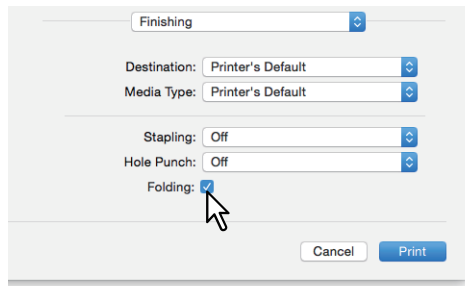 Finishing
Destination: Printer's Default
Media Type: Printer's Default
Stapling: Off
Hole Punch: Off
Folding:
Cancel Print